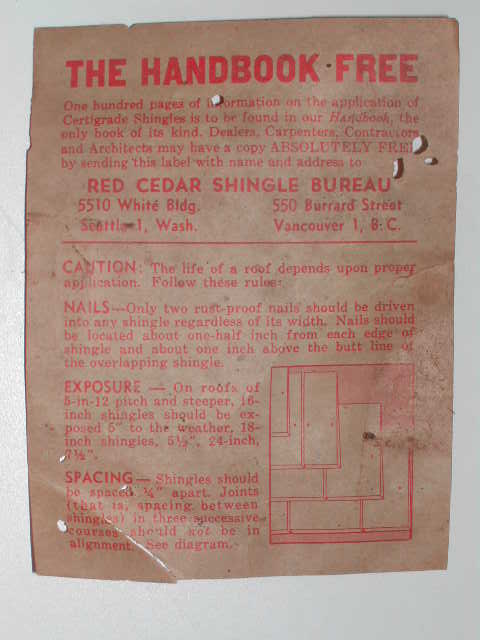 THE HANDBOOK FREE
One hundred pages of information on the application of
Certigrade Shingles is to be found in our Handbook, the
only book of its kind. Dealers, Carpenters, Contractors
and Architects may have a copy ABSOLUTELY FREE
by sending this label with name and address to
RED CEDAR SHINGLE BUREAU
5510 White Bldg. 550 Burrard Street
Seattle 1, Wash. Vancouver 1, B. C.
CAUTION: The life of a roof depends upon proper
application. Follow these rules:
NAILS—Only two rust-proof nails should be driven
into any shingle regardless of its width. Nails should
be located about one-half inch from each edge of
shingle and about one inch above the butt line of
the overlapping shingle.
EXPOSURE — On roofs of
5-in-12 pitch and steeper, 16-
inch shingles should be ex-
posed 5" to the weather, 18-
inch shingles, 5½", 24-inch,
7½".
SPACING — Shingles should
be spaced ¼" apart. Joints
(that is, spacing between
shingles) in three successive
courses should not be in
alignment. See diagram.